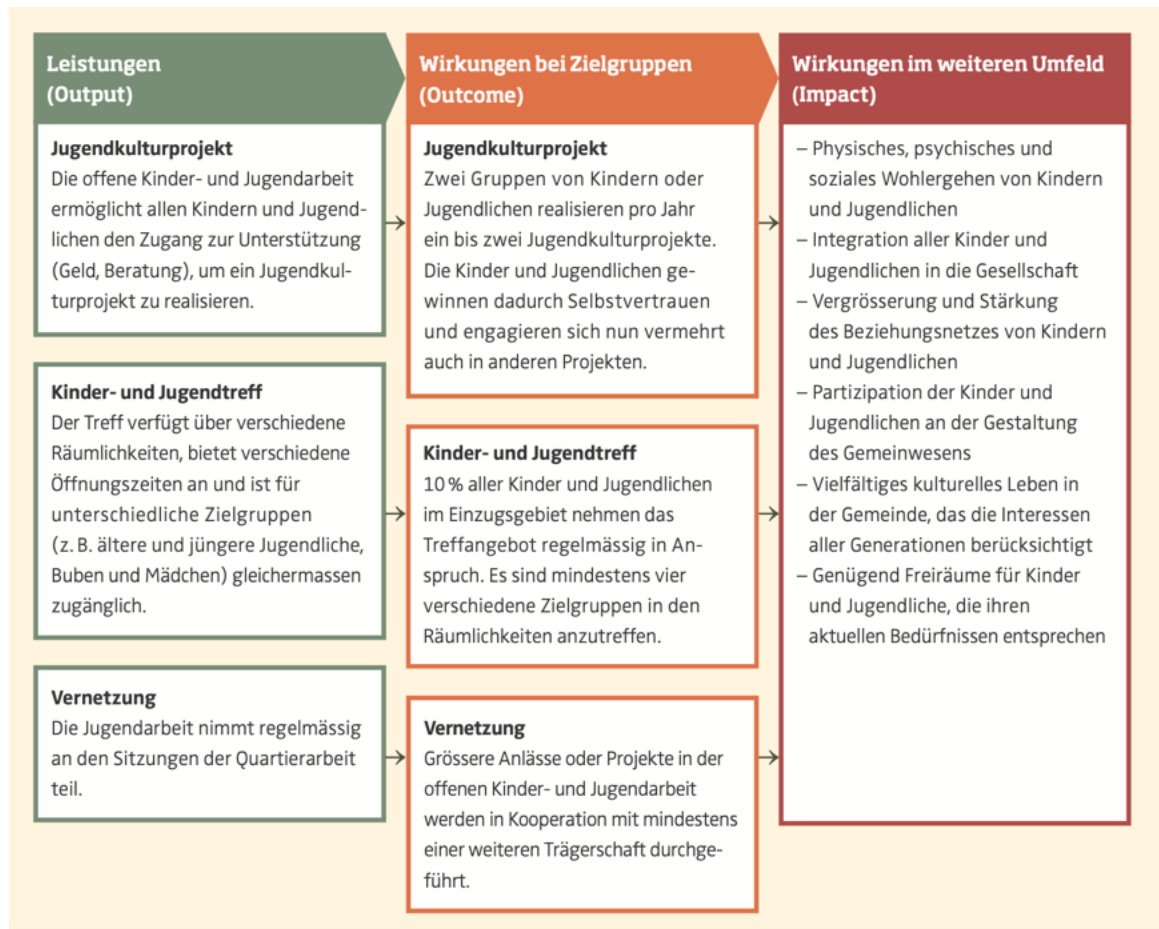 Leistungen
(Output)
Jugendkulturprojekt
Die offene Kinder- und Jugendarbeit
ermöglicht allen Kindern und Jugend-
lichen den Zugang zur Unterstützung
(Geld, Beratung), um ein Jugendkul-
turprojekt zu realisieren.
Kinder- und Jugendtreff
Der Treff verfügt über verschiedene
Räumlichkeiten, bietet verschiedene
Öffnungszeiten an und ist für
unterschiedliche Zielgruppen
(z. B. ältere und jüngere Jugendliche,
Buben und Mädchen) gleichermassen
zugänglich.
Vernetzung
Die Jugendarbeit nimmt regelmässig
an den Sitzungen der Quartierarbeit
teil.
Wirkungen bei Zielgruppen
(Outcome)
Jugendkulturprojekt
Zwei Gruppen von Kindern oder
Jugendlichen realisieren pro Jahr
ein bis zwei Jugendkulturprojekte.
Die Kinder und Jugendlichen ge-
winnen dadurch Selbstvertrauen
und engagieren sich nun vermehrt
auch in anderen Projekten.
Kinder- und Jugendtreff
10 % aller Kinder und Jugendlichen
im Einzugsgebiet nehmen das
Treffangebot regelmässig in An-
spruch. Es sind mindestens vier
verschiedene Zielgruppen in den
Räumlichkeiten anzutreffen.
Vernetzung
Grössere Anlässe oder Projekte in der
offenen Kinder- und Jugendarbeit
werden in Kooperation mit mindestens
einer weiteren Trägerschaft durchge-
führt.
Wirkungen im weiteren Umfeld
(Impact)
– Physisches, psychisches und
soziales Wohlergehen von Kindern
und Jugendlichen
– Integration aller Kinder und
Jugendlichen in die Gesellschaft
– Vergrösserung und Stärkung
des Beziehungsnetzes von Kindern
und Jugendlichen
– Partizipation der Kinder und
Jugendlichen an der Gestaltung
des Gemeinwesens
– Vielfältiges kulturelles Leben in
der Gemeinde, das die Interessen
aller Generationen berücksichtigt
– Genügend Freiräume für Kinder
und Jugendliche, die ihren
aktuellen Bedürfnissen entsprechen